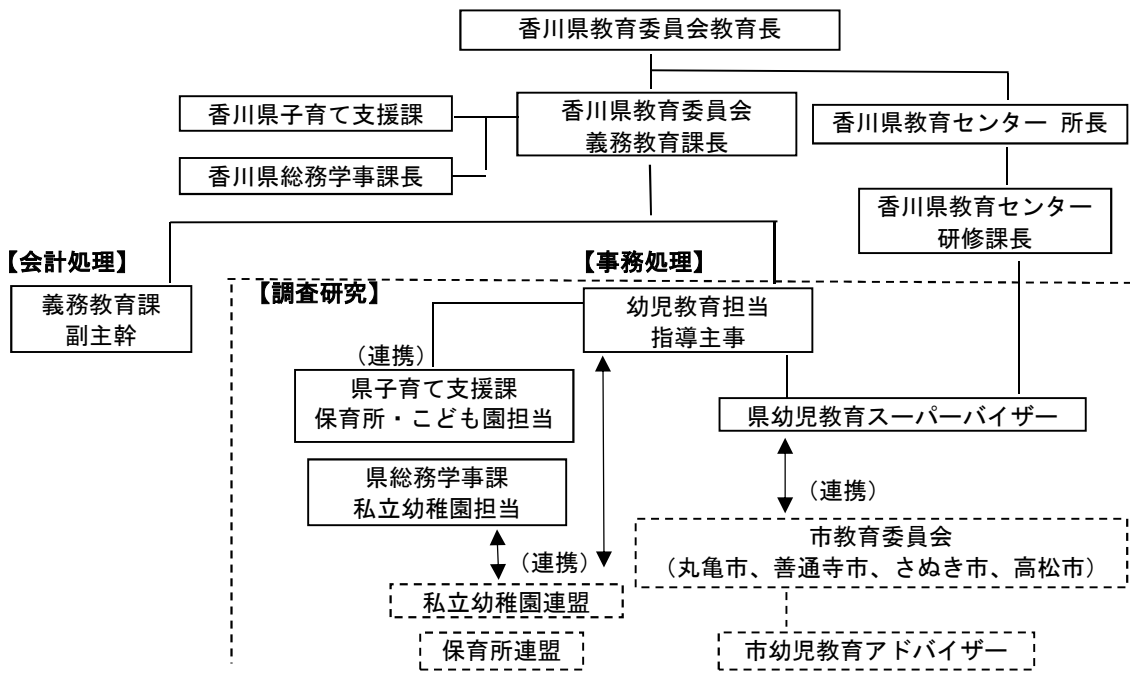 香川県教育委員会教育長
香川県子育て支援課
香川県教育委員会
義務教育課長
香川県教育センター 所長
香川県総務学事課長
香川県教育センター
研修課長
【会計処理】
【事務処理】
【調査研究】
義務教育課
副主幹
幼児教育担当
指導主事
（連携）
県子育て支援課
保育所・こども園担当
県幼児教育スーパーバイザー
県総務学事課
私立幼稚園担当
（連携）
市教育委員会
（丸亀市、善通寺市、さぬき市、高松市）
（連携）
私立幼稚園連盟
保育所連盟
市幼児教育アドバイザー